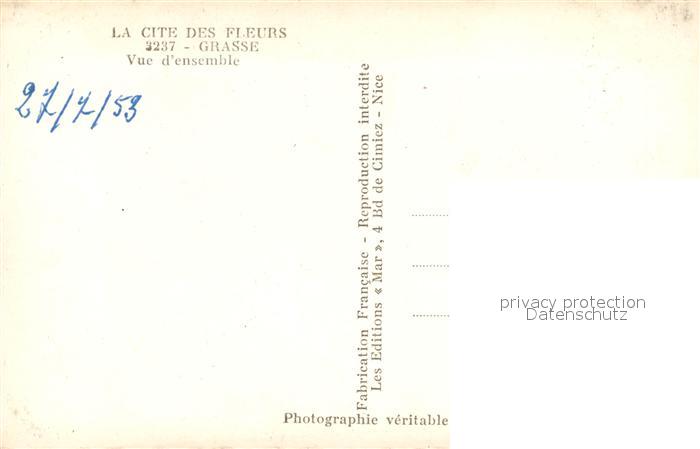 LA CITE DES FLEURS
3237 - GRASSE
Vue d'ensemble
27/7/53
Fabrication Française - Reproduction interdite
Les Editions « Mar », 4 Bd de Cimiez - Nice
privacy protection
Datenschutz
Photographie véritable